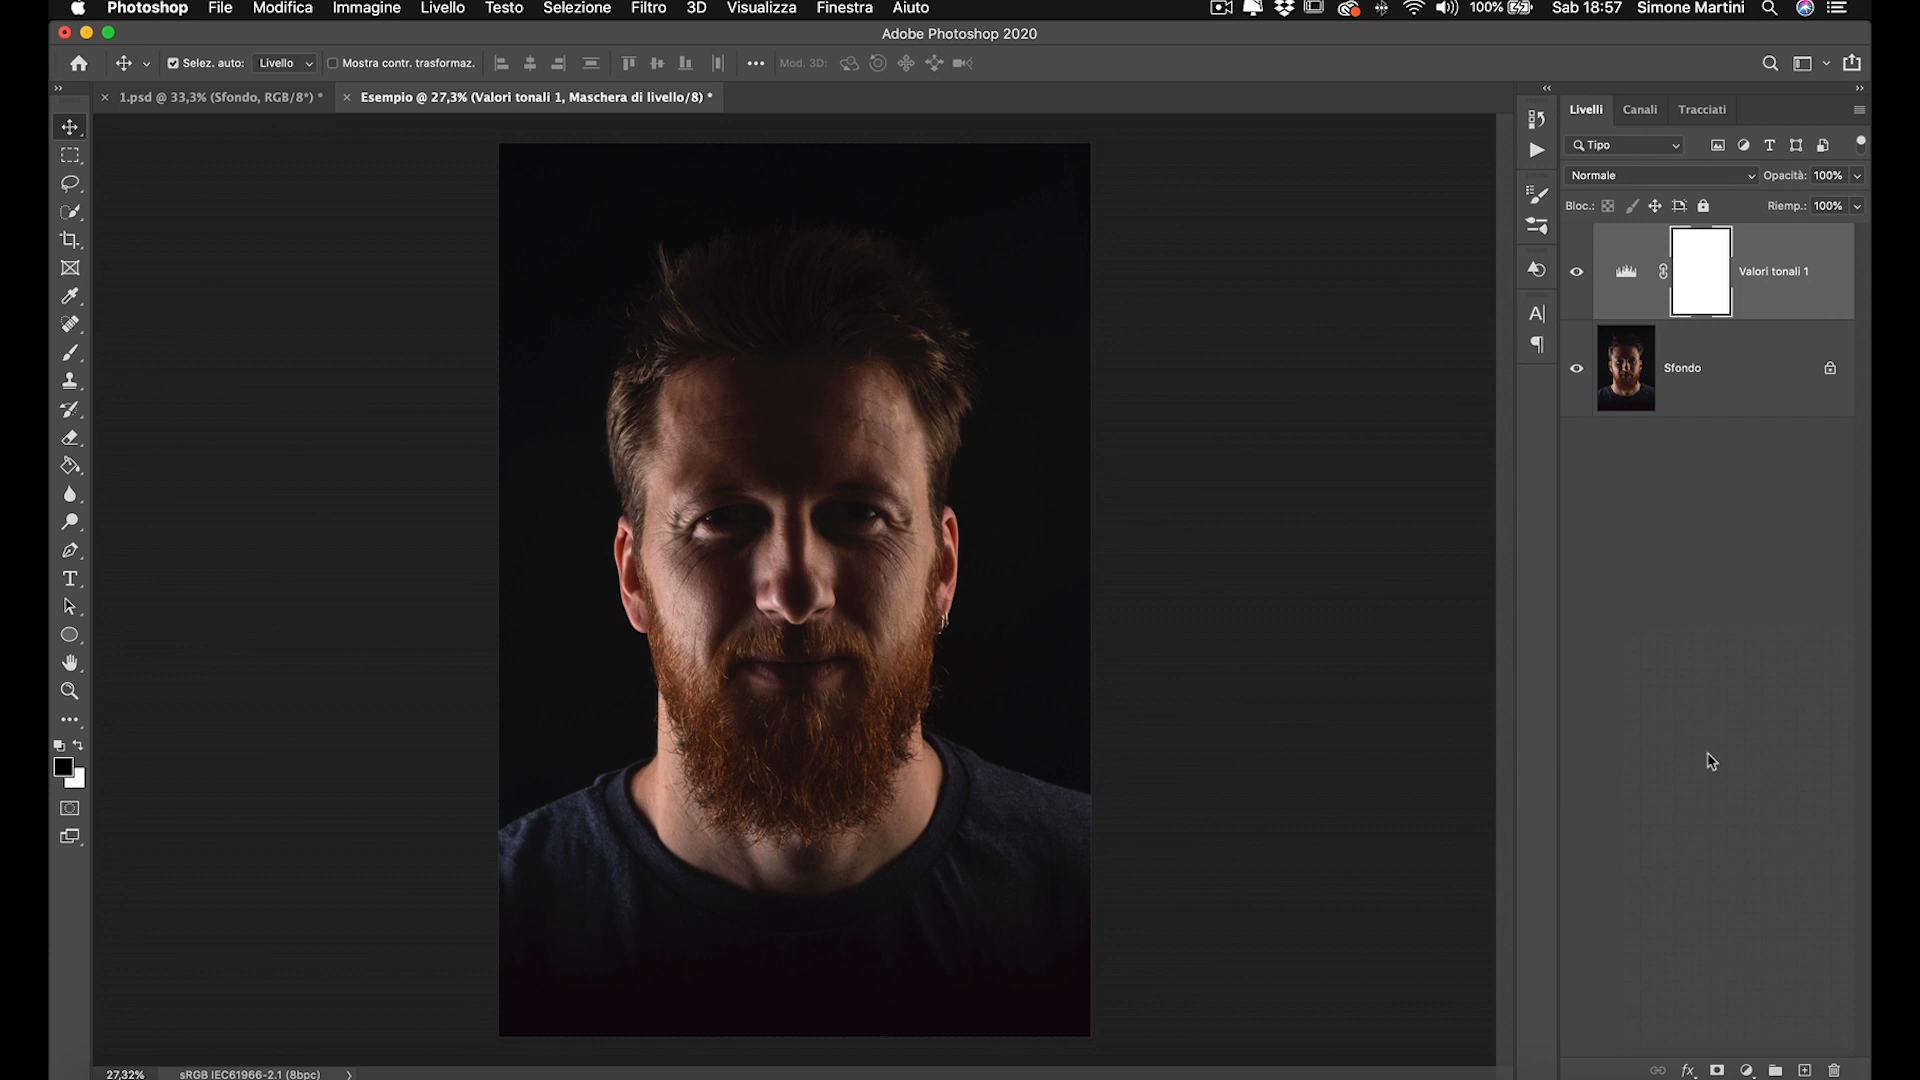 Photoshop File Modifica Immagine Livello Testo Selezione Filtro 3D Visualizza Finestra Aiuto 100% Sab 18:57 Simone Martini
Adobe Photoshop 2020
Selez. auto: Livello Mostra contr. trasformaz. Mod. 3D:
1.psd @ 33,3% (Sfondo, RGB/8*) * Esempio @ 27,3% (Valori tonali 1, Maschera di livello/8) *
Livelli Canali Tracciati
Tipo
Normale Opacità: 100%
Bloc.: Riemp.: 100%
Valori tonali 1
Sfondo
27,32% sRGB IEC61966-2.1 (8bpc)